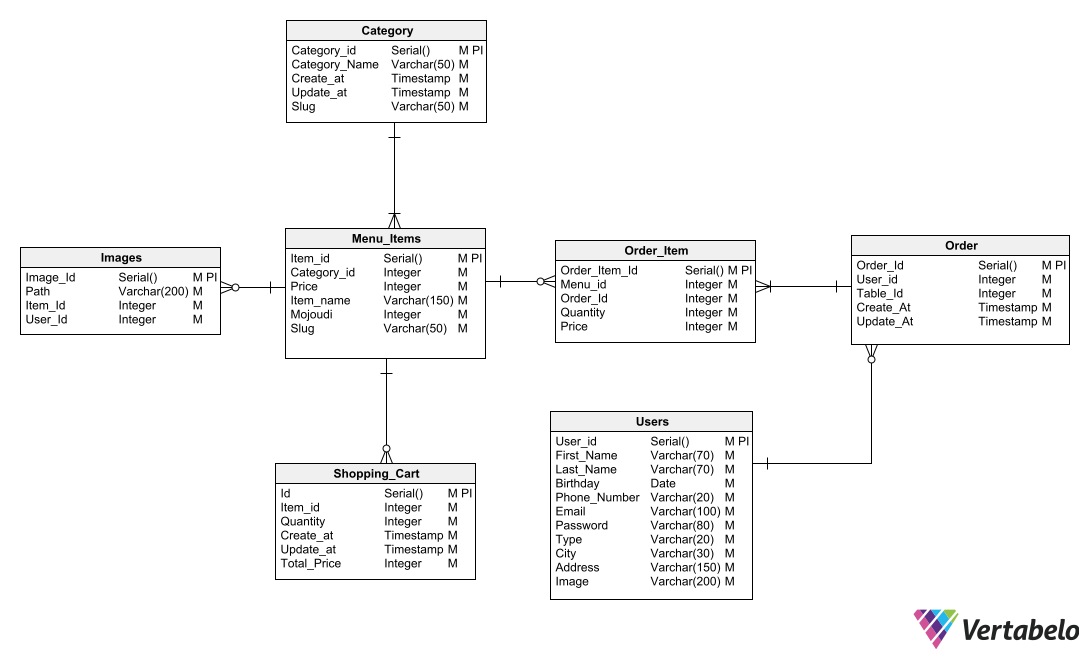 Category
Category_id Serial() M PI
Category_Name Varchar(50) M
Create_at Timestamp M
Update_at Timestamp M
Slug Varchar(50) M
Images
Image_Id Serial() M PI
Path Varchar(200) M
Item_Id Integer M
User_Id Integer M
Menu_Items
Item_id Serial() M PI
Category_id Integer M
Price Integer M
Item_name Varchar(150) M
Mojoudi Integer M
Slug Varchar(50) M
Order_Item
Order_Item_Id Serial() M PI
Menu_id Integer M
Order_Id Integer M
Quantity Integer M
Price Integer M
Order
Order_Id Serial() M PI
User_id Integer M
Table_Id Integer M
Create_At Timestamp M
Update_At Timestamp M
Shopping_Cart
Id Serial() M PI
Item_id Integer M
Quantity Integer M
Create_at Timestamp M
Update_at Timestamp M
Total_Price Integer M
Users
User_id Serial() M PI
First_Name Varchar(70) M
Last_Name Varchar(70) M
Birthday Date M
Phone_Number Varchar(20) M
Email Varchar(100) M
Password Varchar(80) M
Type Varchar(20) M
City Varchar(30) M
Address Varchar(150) M
Image Varchar(200) M
Vertabelo